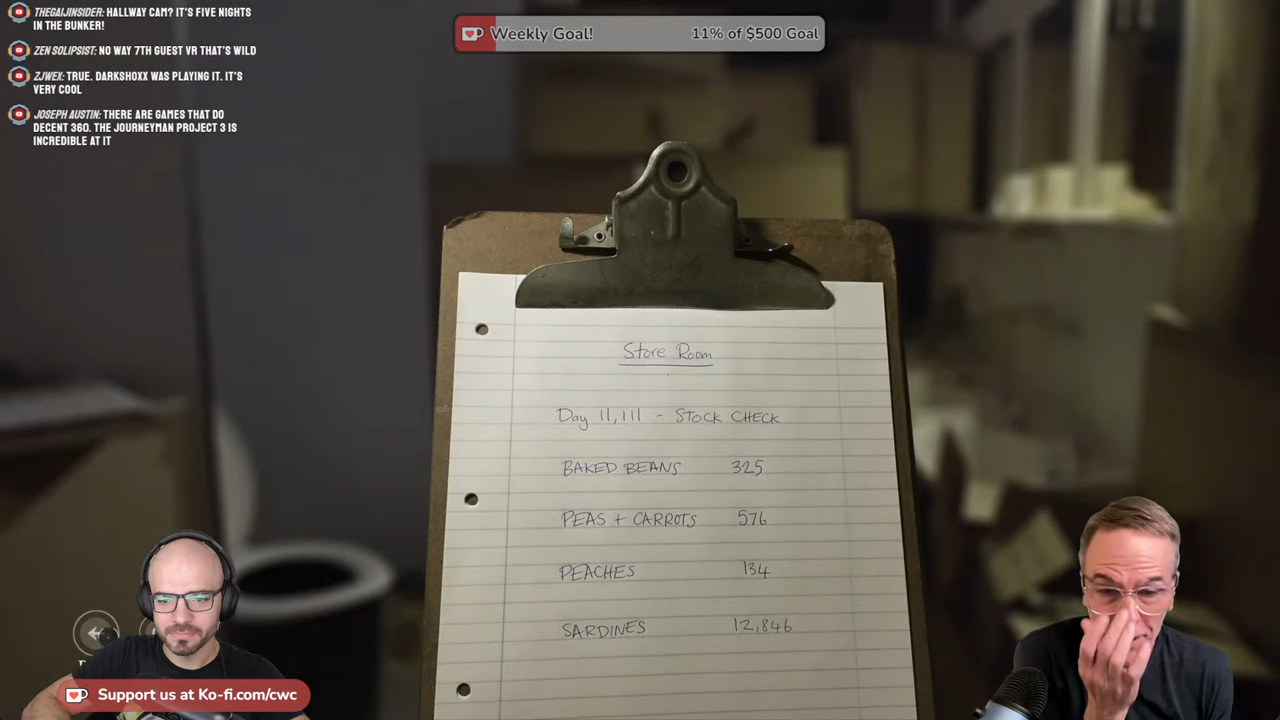 THEGAIJINSIDER: HALLWAY CAM? IT'S FIVE NIGHTS
IN THE BUNKER!
ZEN SOLIPSIST: NO WAY 7TH GUEST VR THAT'S WILD
ZJWEX: TRUE. DARKSHOXX WAS PLAYING IT. IT'S
VERY COOL
JOSEPH AUSTIN: THERE ARE GAMES THAT DO
DECENT 360. THE JOURNEYMAN PROJECT 3 IS
INCREDIBLE AT IT
Weekly Goal! 11% of $500 Goal
Store Room
Day 11,111 - STOCK CHECK
BAKED BEANS 325
PEAS + CARROTS 576
PEACHES 134
SARDINES 12,846
Support us at Ko-fi.com/cwc